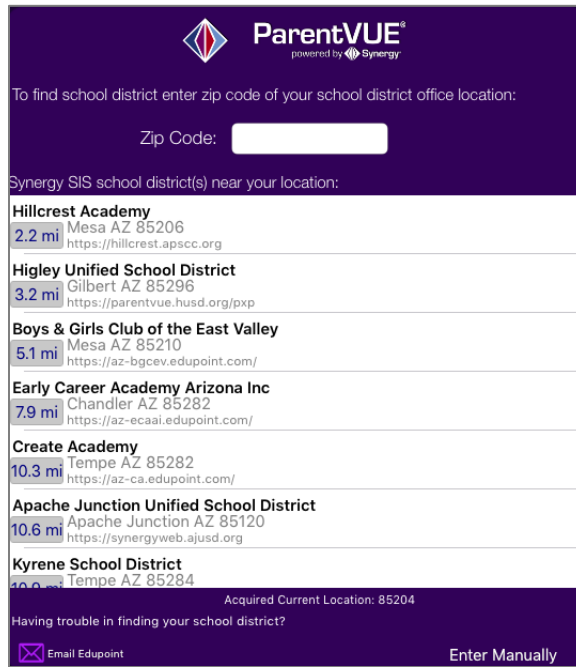 ParentVUE®
powered by Synergy
To find school district enter zip code of your school district office location:
Zip Code:
Synergy SIS school district(s) near your location:
Hillcrest Academy
2.2 mi Mesa AZ 85206
https://hillcrest.apscc.org
Higley Unified School District
3.2 mi Gilbert AZ 85296
https://parentvue.husd.org/pxp
Boys & Girls Club of the East Valley
5.1 mi Mesa AZ 85210
https://az-bgcev.edupoint.com/
Early Career Academy Arizona Inc
7.9 mi Chandler AZ 85282
https://az-ecaai.edupoint.com/
Create Academy
10.3 mi Tempe AZ 85282
https://az-ca.edupoint.com/
Apache Junction Unified School District
10.6 mi Apache Junction AZ 85120
https://synergyweb.ajusd.org
Kyrene School District
Tempe AZ 85284
Acquired Current Location: 85204
Having trouble in finding your school district?
Email Edupoint
Enter Manually